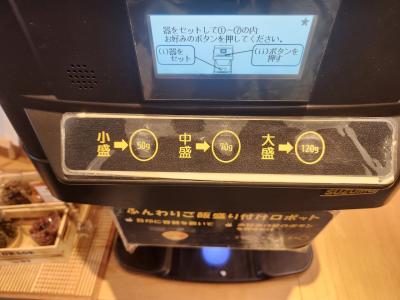 器をセットして①～⑦の内
お好みのボタンを押してください。
(ⅰ)器を
セット
(ⅱ)ボタンを
押す
小盛 50g 中盛 70g 大盛 120g
SUZUMO
ふんわりご飯盛り付けロボット